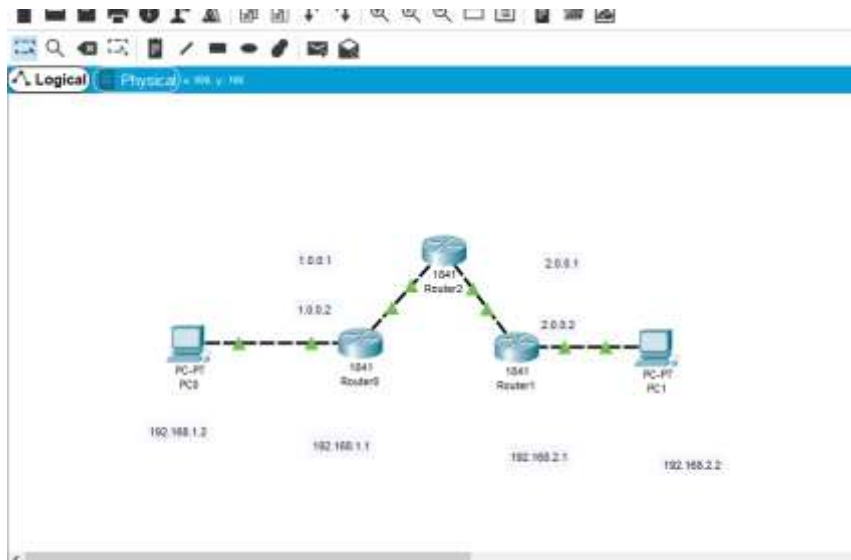 Logical
Physical
1.0.0.1
2.0.0.1
1841
Router2
1.0.0.2
2.0.0.2
PC-PT
PC0
1841
Router0
1841
Router1
PC-PT
PC1
192.168.1.2
192.168.1.1
192.168.2.1
192.168.2.2